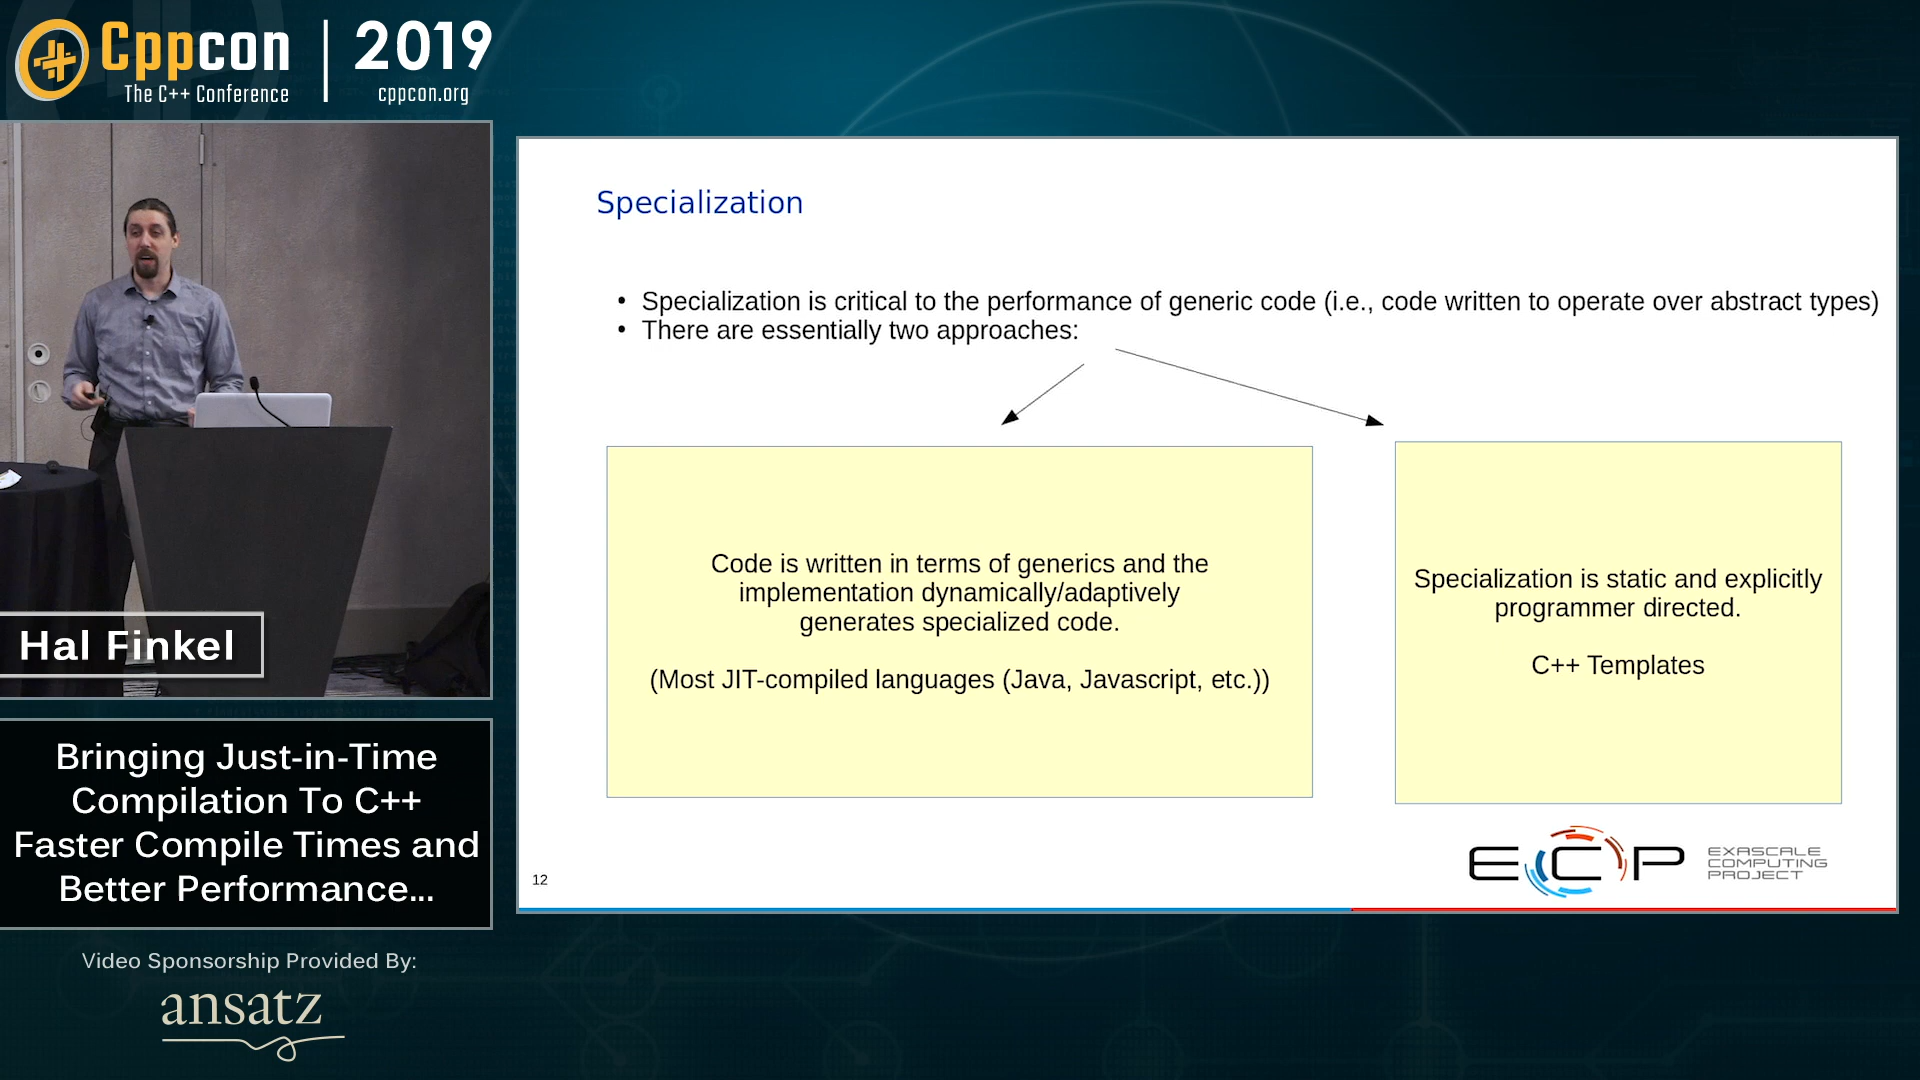 Cppcon
The C++ Conference
2019
cppcon.org
Hal Finkel
Bringing Just-in-Time
Compilation To C++
Faster Compile Times and
Better Performance...
Video Sponsorship Provided By:
ansatz
Specialization
• Specialization is critical to the performance of generic code (i.e., code written to operate over abstract types)
• There are essentially two approaches:
Code is written in terms of generics and the
implementation dynamically/adaptively
generates specialized code.
(Most JIT-compiled languages (Java, Javascript, etc.))
Specialization is static and explicitly
programmer directed.
C++ Templates
12
ECP
EXASCALE
COMPUTING
PROJECT